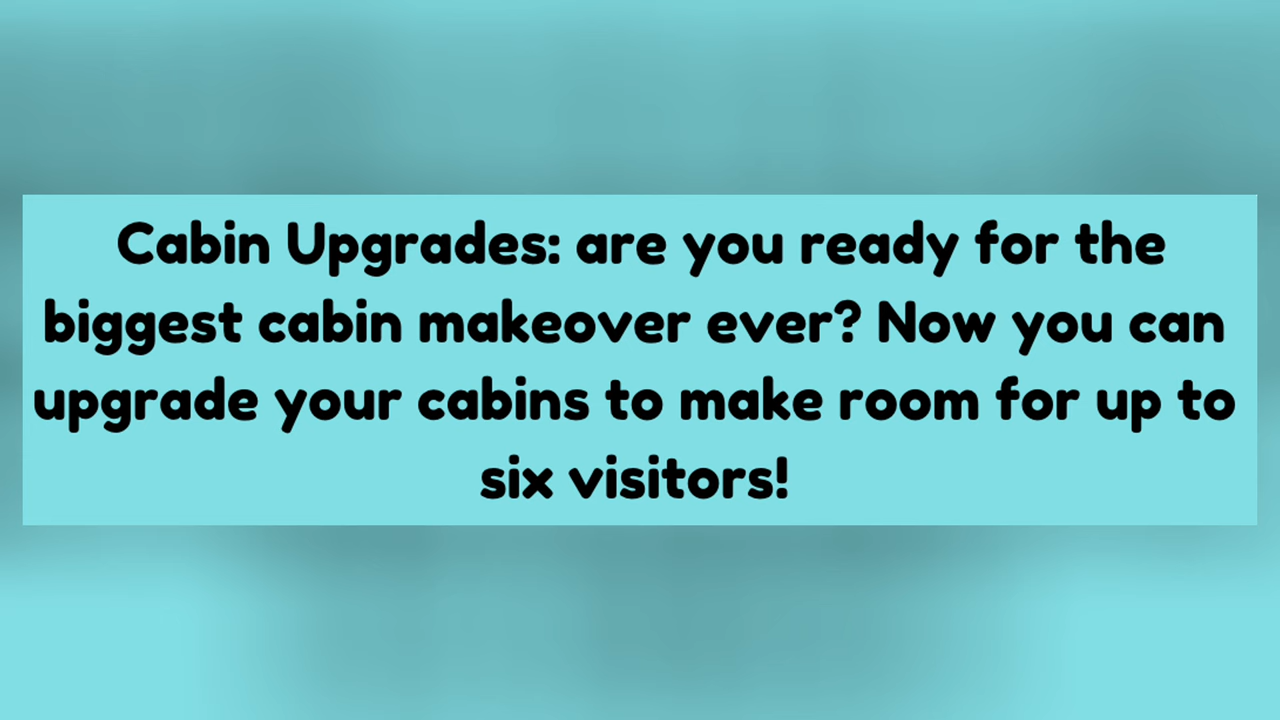 Cabin Upgrades: are you ready for the
biggest cabin makeover ever? Now you can
upgrade your cabins to make room for up to
six visitors!